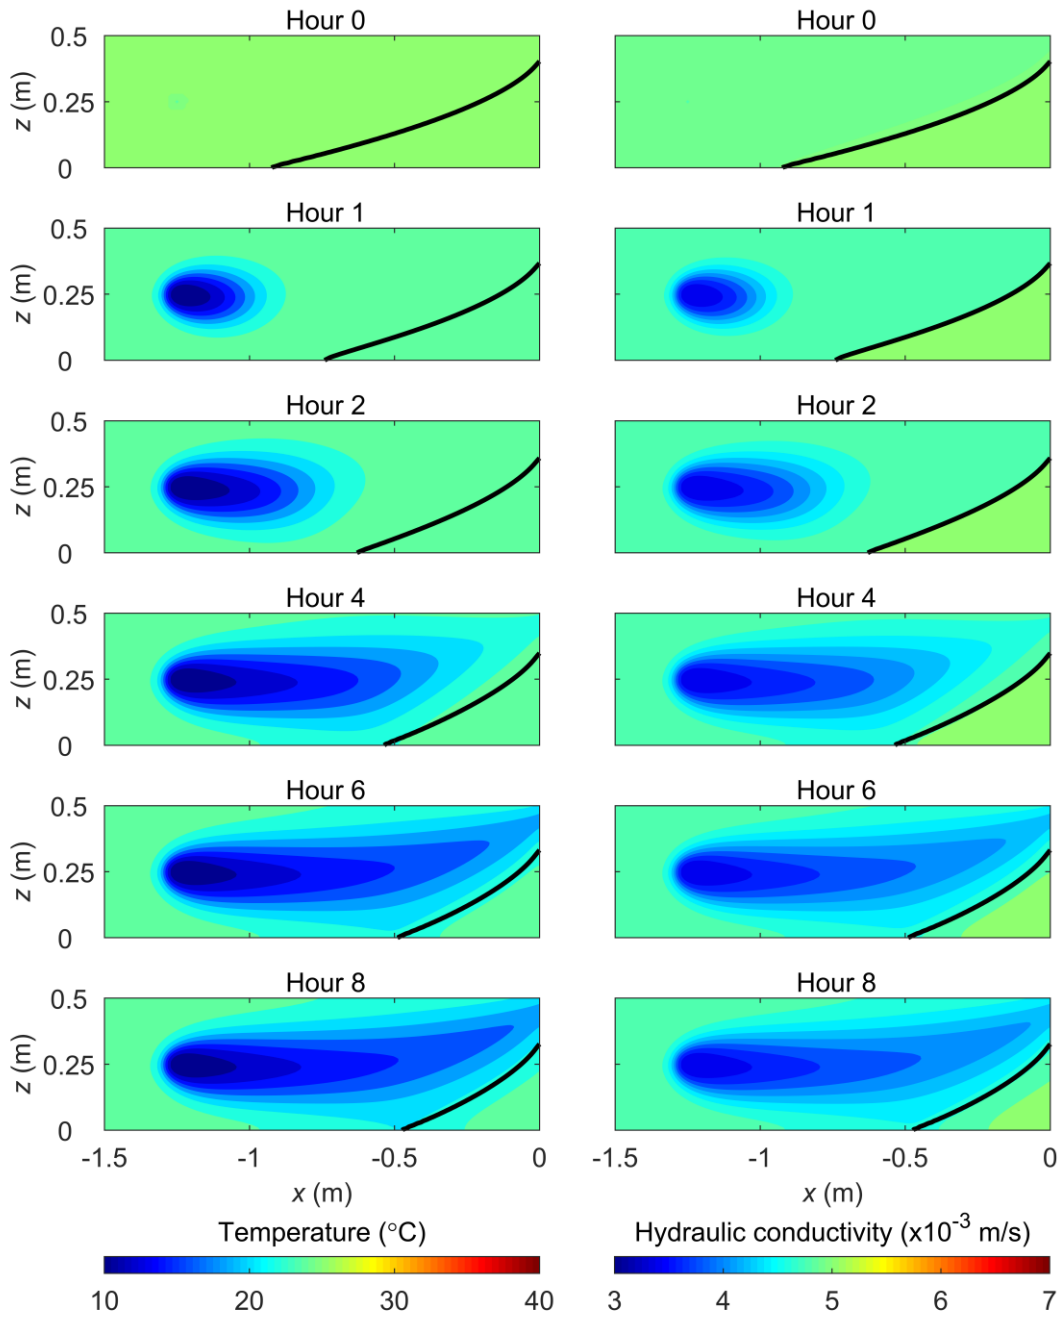 Hour 0 Hour 0
0.5
0.25
0
z (m) z (m)
Hour 1 Hour 1
0.5
0.25
0
z (m) z (m)
Hour 2 Hour 2
0.5
0.25
0
z (m) z (m)
Hour 4 Hour 4
0.5
0.25
0
z (m) z (m)
Hour 6 Hour 6
0.5
0.25
0
z (m) z (m)
Hour 8 Hour 8
0.5
0.25
0
z (m) z (m)
-1.5 -1 -0.5 0 -1.5 -1 -0.5 0
x (m) x (m)
Temperature (°C) Hydraulic conductivity (x10⁻³ m/s)
10 20 30 40 3 4 5 6 7